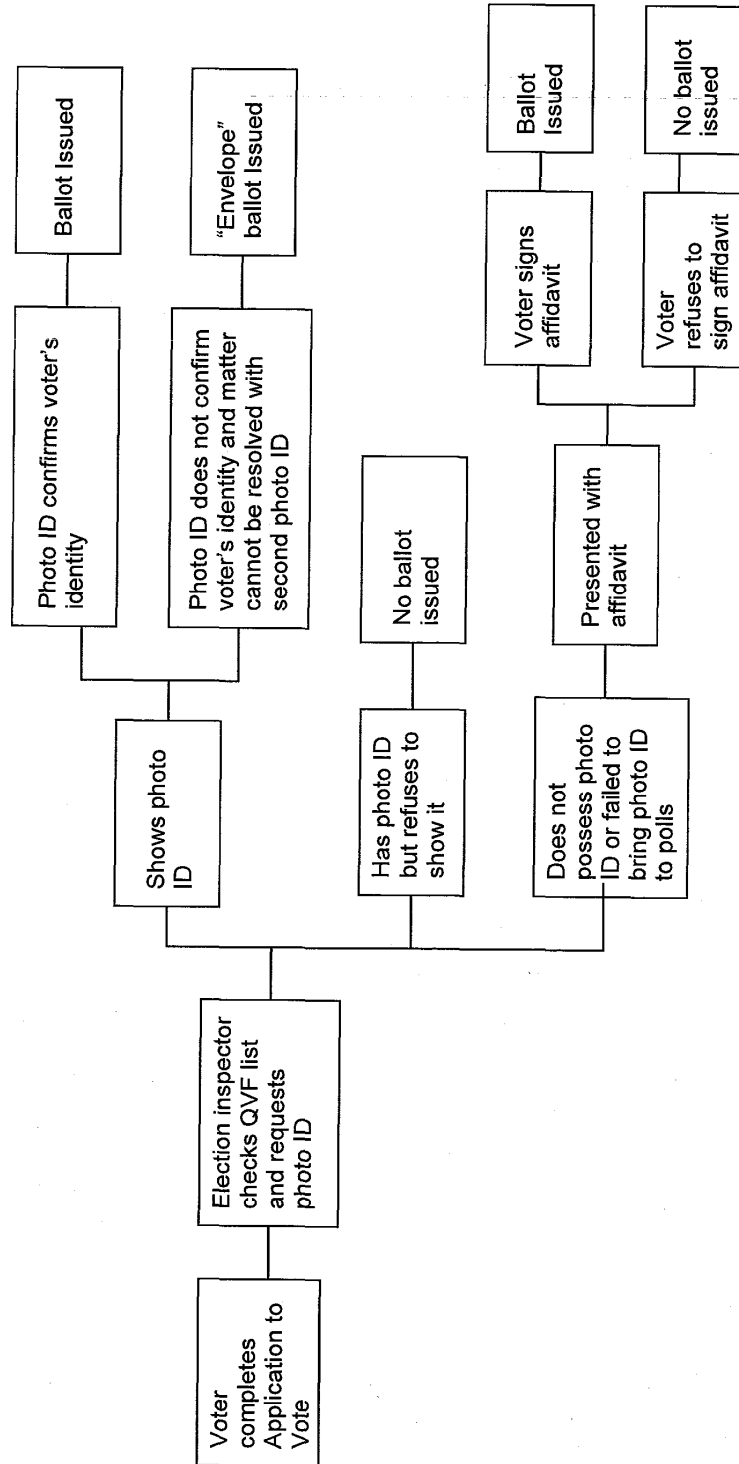 Voter
completes
Application to
Vote
Election inspector
checks QVF list
and requests
photo ID
Shows photo
ID
Photo ID confirms voter's
identity
Ballot Issued
Photo ID does not confirm
voter's identity and matter
cannot be resolved with
second photo ID
"Envelope"
ballot Issued
Has photo ID
but refuses to
show it
No ballot
issued
Does not
possess photo
ID or failed to
bring photo ID
to polls
Presented with
affidavit
Voter signs
affidavit
Ballot
Issued
Voter
refuses to
sign affidavit
No ballot
issued